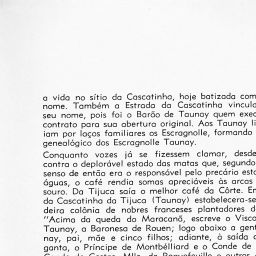 a vida no sítio da Cascatinha, hoje batizada com
nome. Também a Estrada da Cascatinha vincula
seu nome, pois foi o Barão de Taunay quem exec
contrato para sua abertura original. Aos Taunay li
iam por laços familiares os Escragnolle, formando
genealógico dos Escragnolle Taunay.
Conquanto vozes já se fizessem clamar, desde
contra o deplorável estado das matas que, segundo
senso de então era o responsável pelo precário esta
águas, o café rendia somas apreciáveis às arcas
souro. Da Tijuca saía o melhor café da Côrte. Em
da Cascatinha da Tijuca (Taunay) estabelecera-se
deira colônia de nobres franceses plantadores d
"Acima da queda do Maracanã, escreve o Visco
Taunay, a Baronesa de Rouen; logo abaixo a gent
nay, pai, mãe e cinco filhos; adiante, à saída d
ganta, o Príncipe de Montbéliard e o Conde de